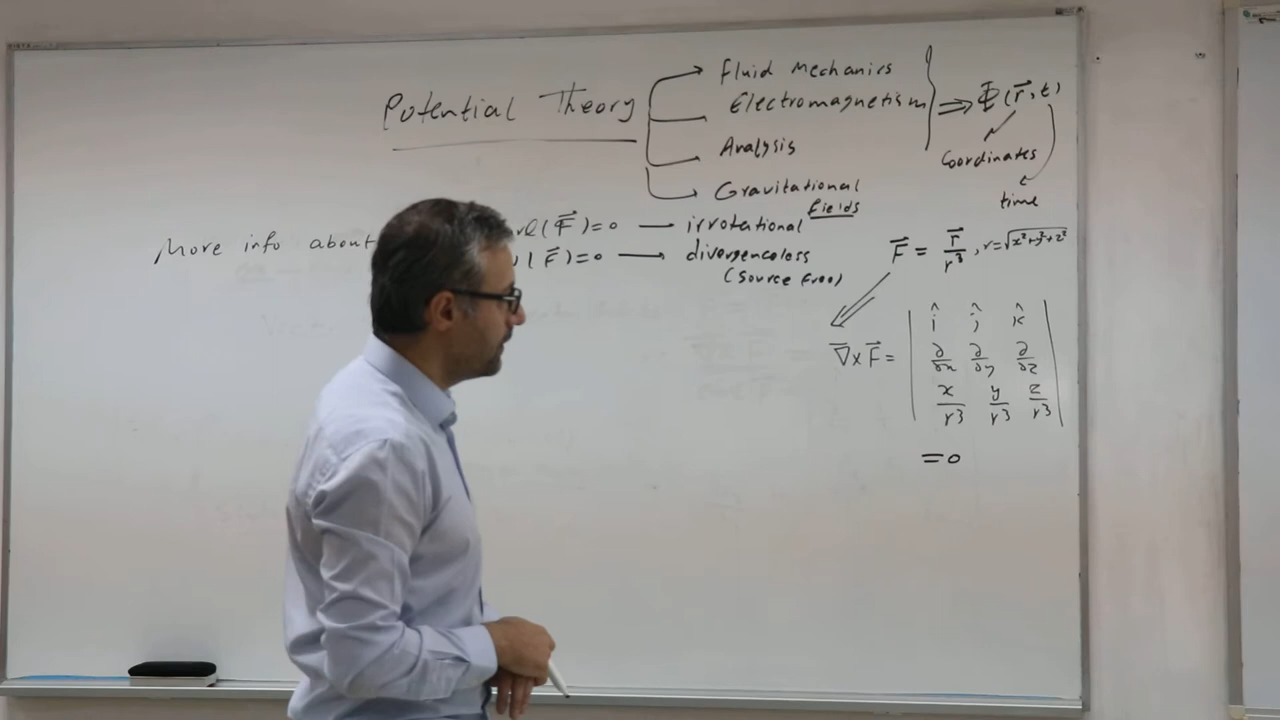 Potential Theory
Fluid Mechanics
Electromagnetism
Analysis
Gravitational
fields
⇒ Φ(r⃗, t)
Coordinates
time
More info about
(F⃗)=0 → irrotational
(F⃗)=0 → divergenceless
(source free)
F⃗ = r⃗/r³, r=√x²+y²+z²
∇⃗×F⃗ = | î ĵ k̂
∂/∂x ∂/∂y ∂/∂z
x/r³ y/r³ z/r³ |
=0